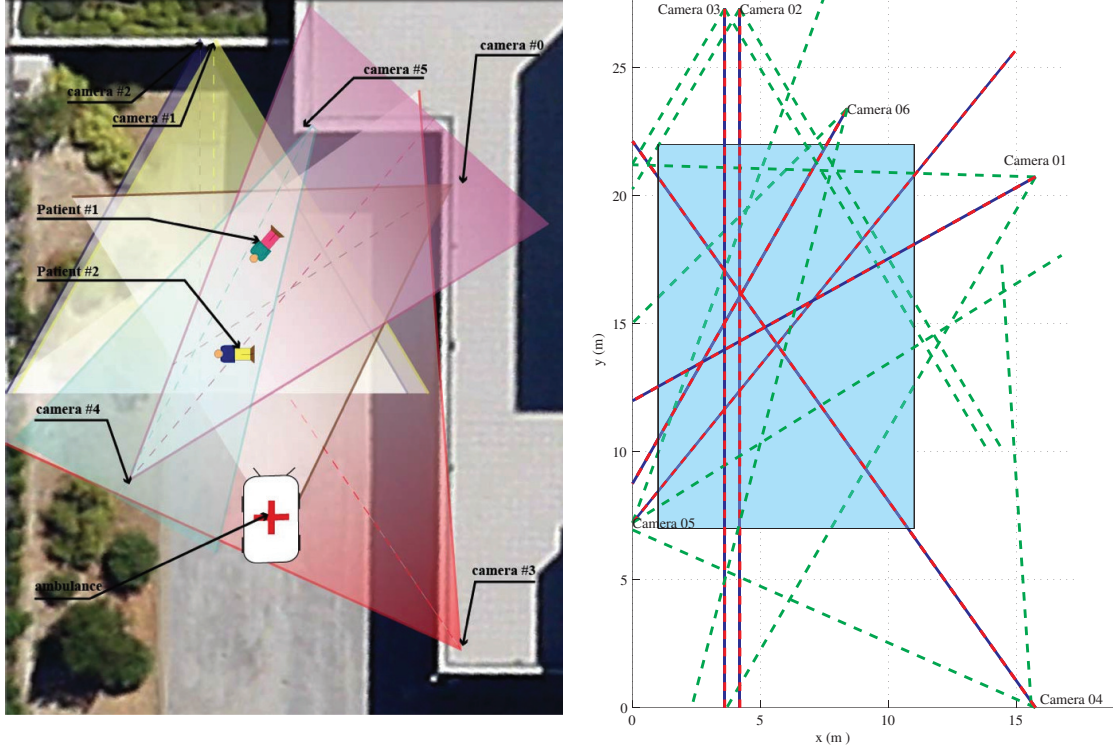 camera #0
camera #5
camera #2
camera #1
Patient #1
Patient #2
camera #4
camera #3
ambulance
Camera 03
Camera 02
Camera 06
Camera 01
Camera 05
Camera 04
25
20
15
10
5
0
0
5
10
15
y (m)
x (m )